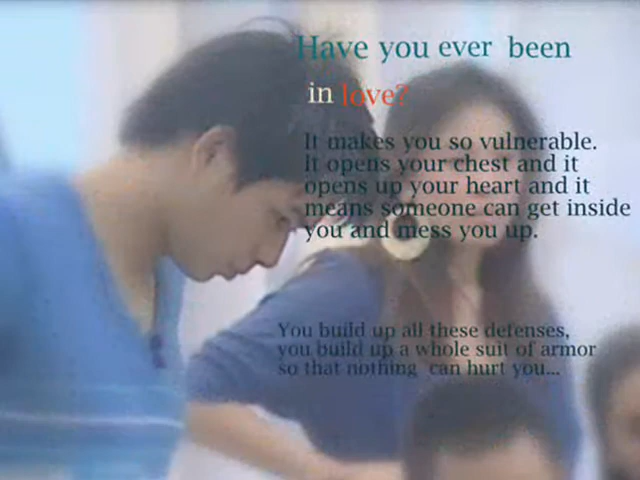 Have you ever been
in love?
It makes you so vulnerable.
It opens your chest and it
opens up your heart and it
means someone can get inside
you and mess you up.
You build up all these defenses,
you build up a whole suit of armor
so that nothing can hurt you...